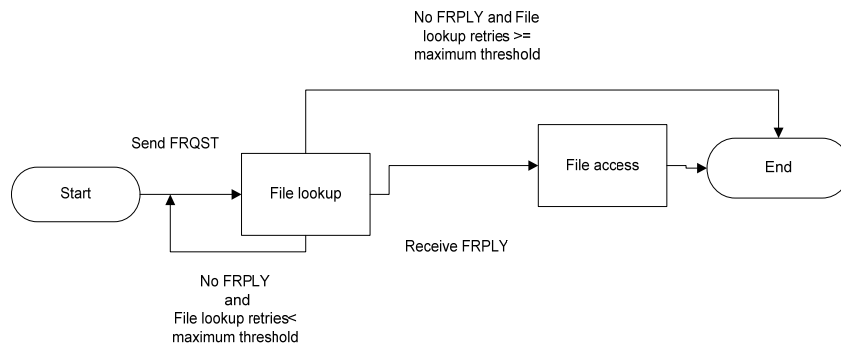 No FRPLY and File
lookup retries >=
maximum threshold
Send FRQST
Start
File lookup
File access
End
Receive FRPLY
No FRPLY
and
File lookup retries<
maximum threshold